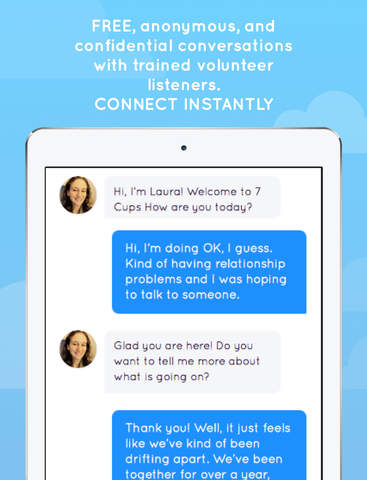 FREE, anonymous, and
confidential conversations
with trained volunteer
listeners.
CONNECT INSTANTLY
Hi, I'm Laura! Welcome to 7
Cups How are you today?
Hi, I'm doing OK, I guess.
Kind of having relationship
problems and I was hoping
to talk to someone.
Glad you are here! Do you
want to tell me more about
what is going on?
Thank you! Well, it just feels
like we've kind of been
drifting apart. We've been
together for over a year,